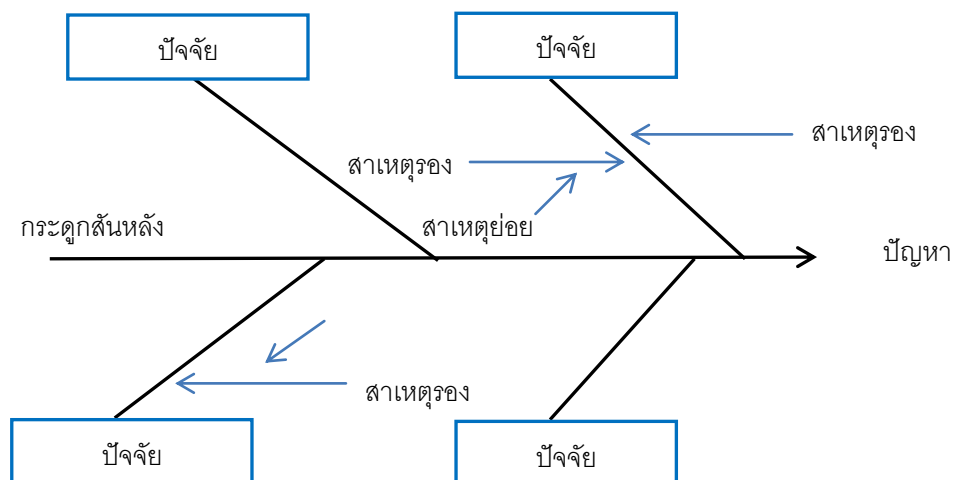 ปัจจัย
ปัจจัย
สาเหตุรอง
สาเหตุรอง
สาเหตุย่อย
กระดูกสันหลัง
ปัญหา
สาเหตุรอง
ปัจจัย
ปัจจัย